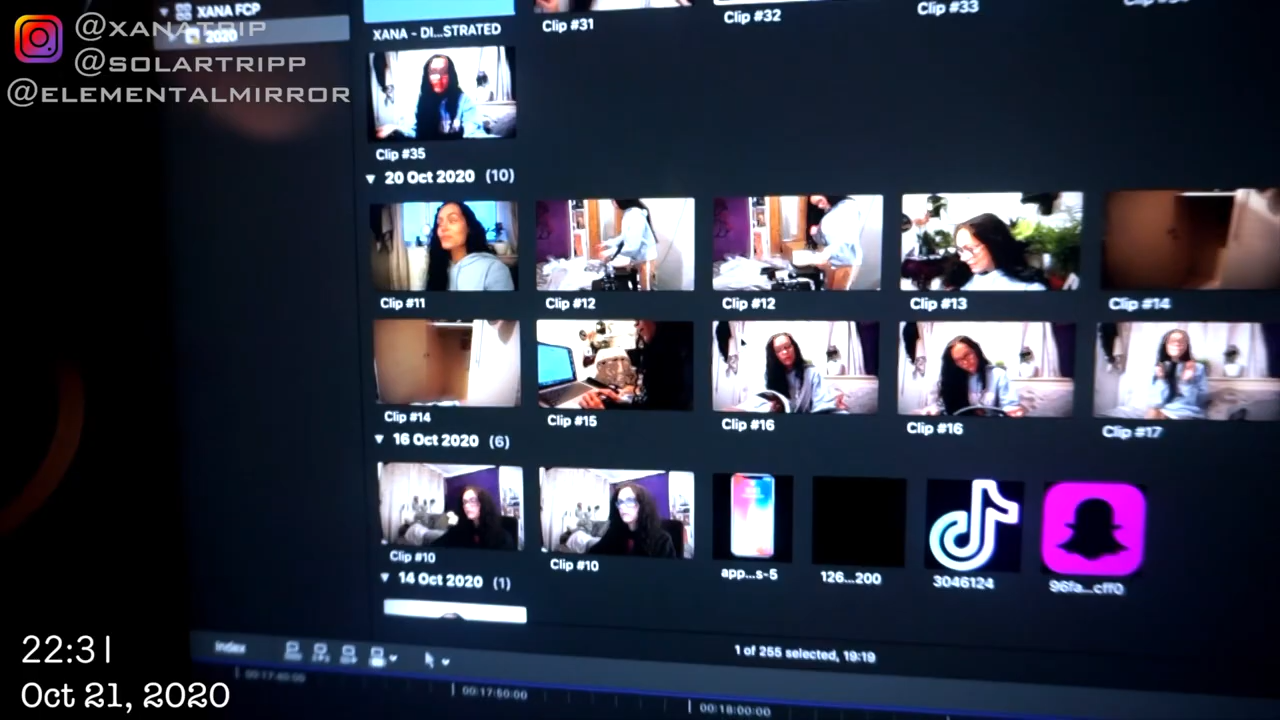 XANA FCP
2020
@XANATRIP
@SOLARTRIPP
@ELEMENTALMIRROR
XANA - DI...STRATED
Clip #31
Clip #32
Clip #33
Clip #35
20 Oct 2020 (10)
Clip #11
Clip #12
Clip #12
Clip #13
Clip #14
Clip #14
Clip #15
Clip #16
Clip #16
Clip #17
16 Oct 2020 (6)
Clip #10
Clip #10
app...s-5
126...200
3046124
96fa...cff0
14 Oct 2020 (1)
Index
1 of 255 selected, 19:19
00:17:40:00
00:17:50:00
00:18:00:00
22:31
Oct 21, 2020